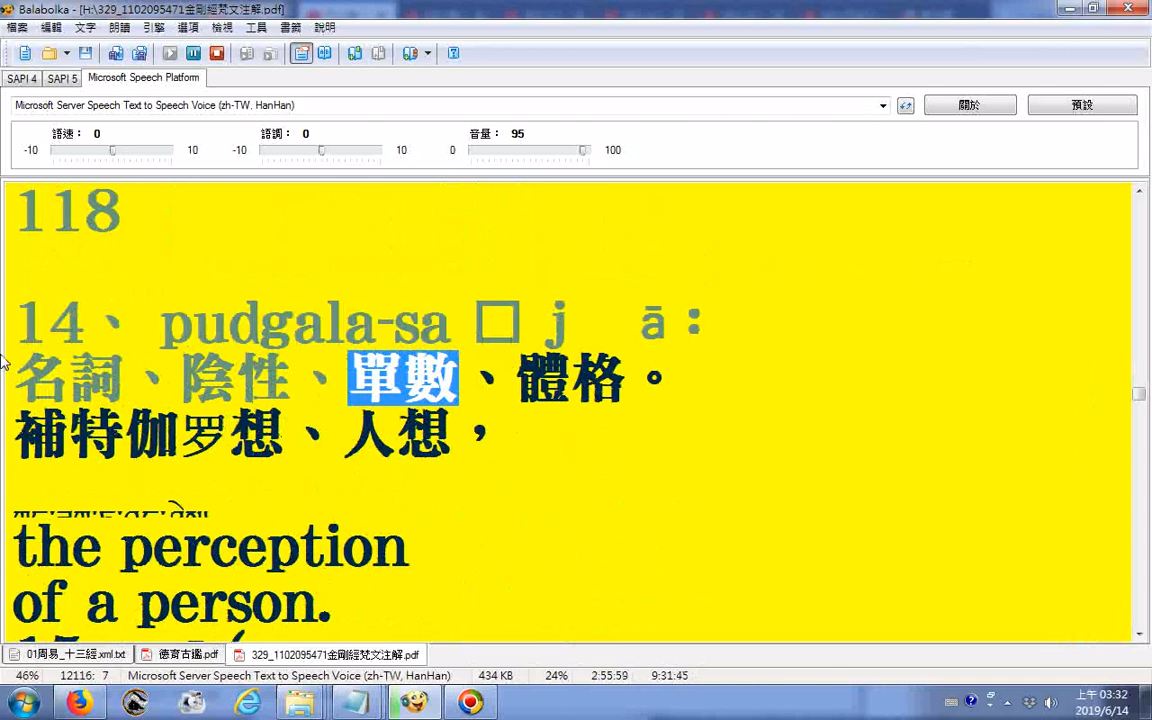 Balabolka - [H:\329_1102095471金剛經梵文注解.pdf]
檔案 編輯 文字 朗讀 引擎 選項 檢視 工具 書籤 說明
SAPI 4 SAPI 5 Microsoft Speech Platform
Microsoft Server Speech Text to Speech Voice (zh-TW, HanHan) 關於 預設
語速： 0 語調： 0 音量： 95
-10 10 -10 10 0 100
118
14、 pudgala-sa □ j ā：
名詞、陰性、單數、體格。
補特伽罗想、人想，
the perception
of a person.
01周易_十三經.xml.txt 德育古鑑.pdf 329_1102095471金剛經梵文注解.pdf
46% 12116: 7 Microsoft Server Speech Text to Speech Voice (zh-TW, HanHan) 434 KB 24% 2:55:59 9:31:45
上午 03:32
2019/6/14